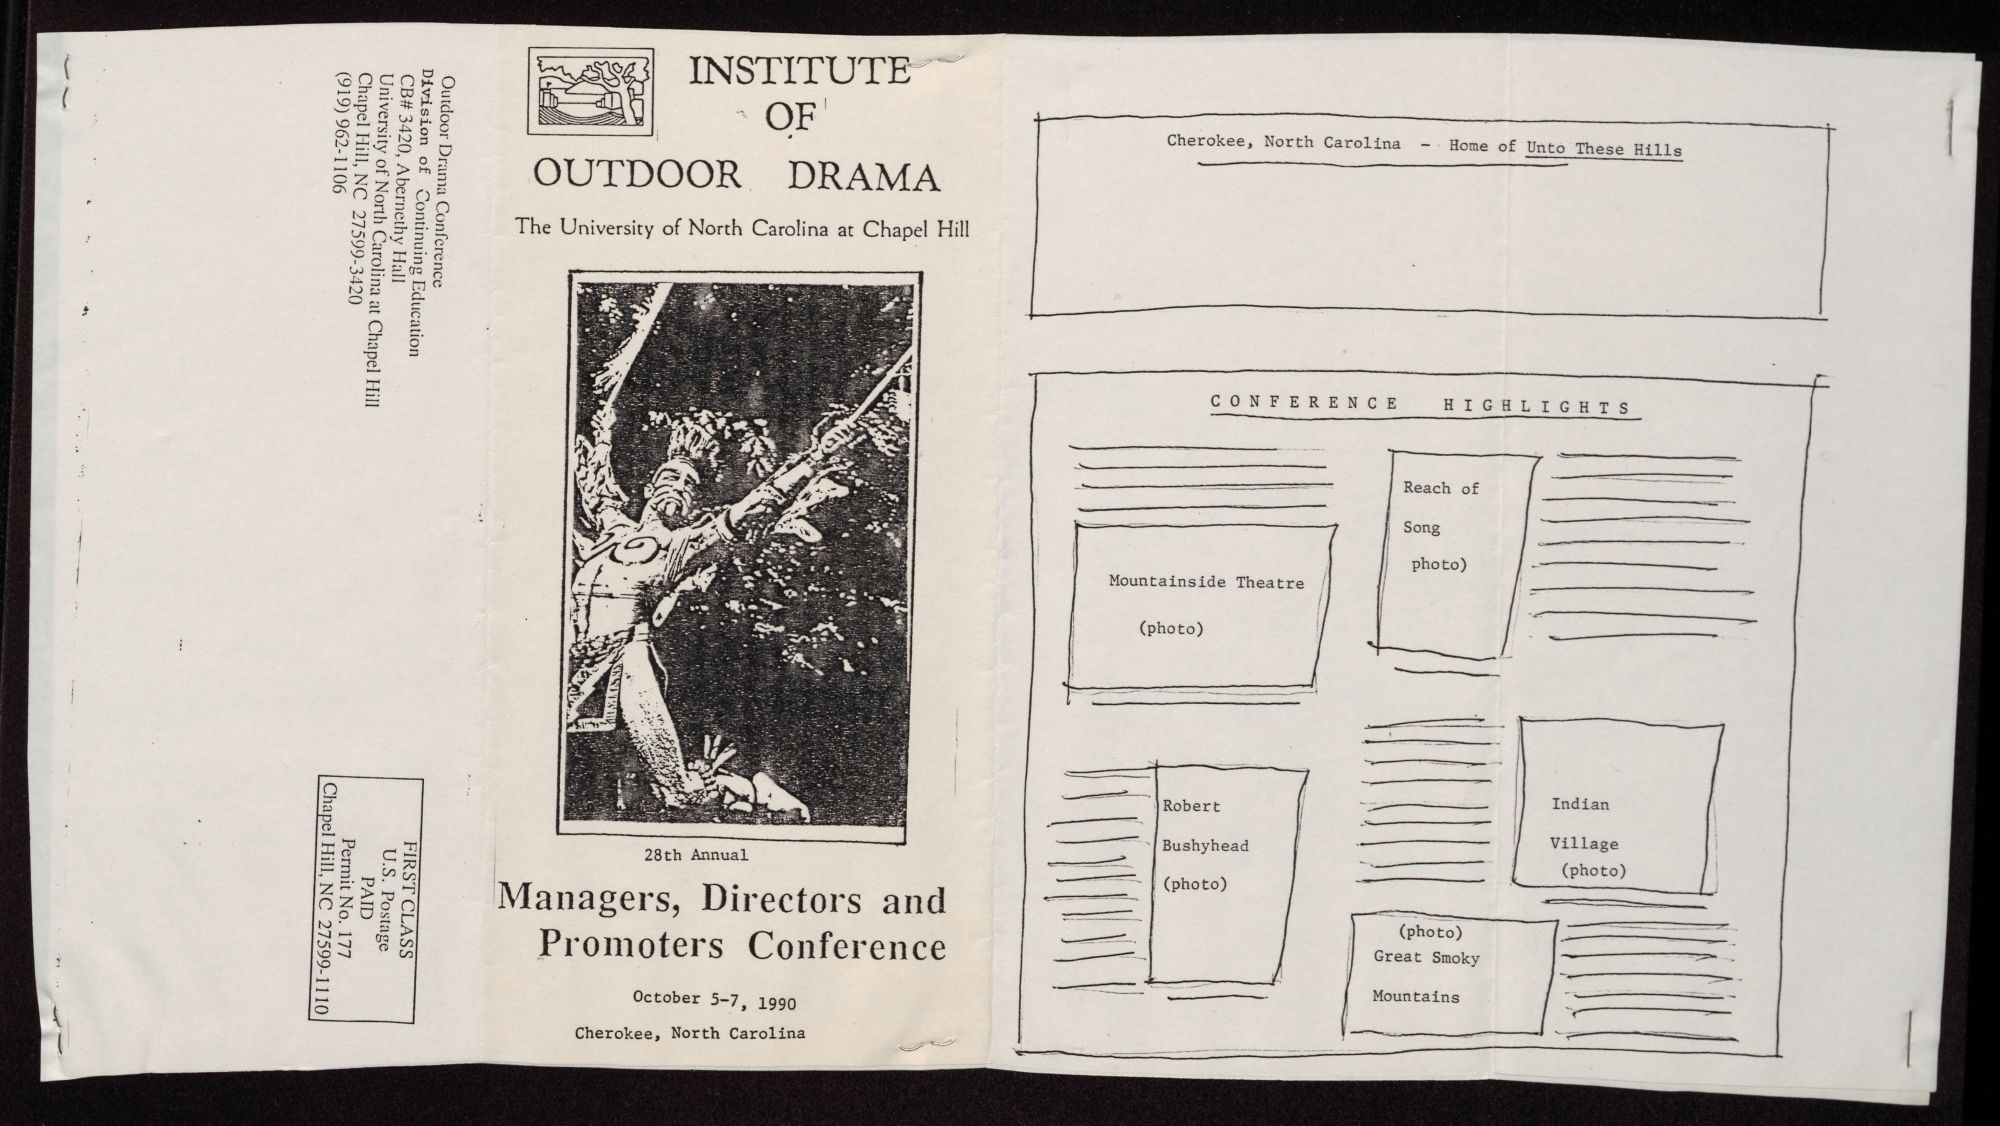 Outdoor Drama Conference
Division of Continuing Education
CB# 3420, Abernethy Hall
University of North Carolina at Chapel Hill
Chapel Hill, NC 27599-3420
(919) 962-1106
FIRST CLASS
U.S. Postage
PAID
Permit No. 177
Chapel Hill, NC 27599-1110
INSTITUTE
OF
OUTDOOR DRAMA
The University of North Carolina at Chapel Hill
28th Annual
Managers, Directors and
Promoters Conference
October 5-7, 1990
Cherokee, North Carolina
Cherokee, North Carolina - Home of Unto These Hills
CONFERENCE HIGHLIGHTS
Mountainside Theatre
(photo)
Reach of
Song
photo)
Robert
Bushyhead
(photo)
Indian
Village
(photo)
(photo)
Great Smoky
Mountains